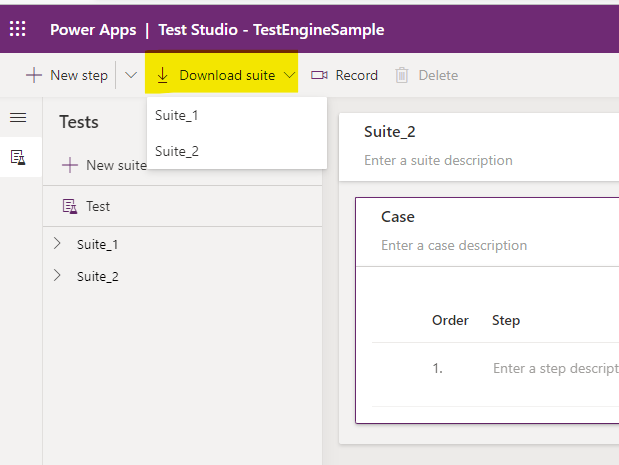 Power Apps | Test Studio - TestEngineSample
New step Download suite Record Delete
Suite_1
Suite_2
Tests
New suite
Test
Suite_1
Suite_2
Suite_2
Enter a suite description
Case
Enter a case description
Order Step
1. Enter a step descript